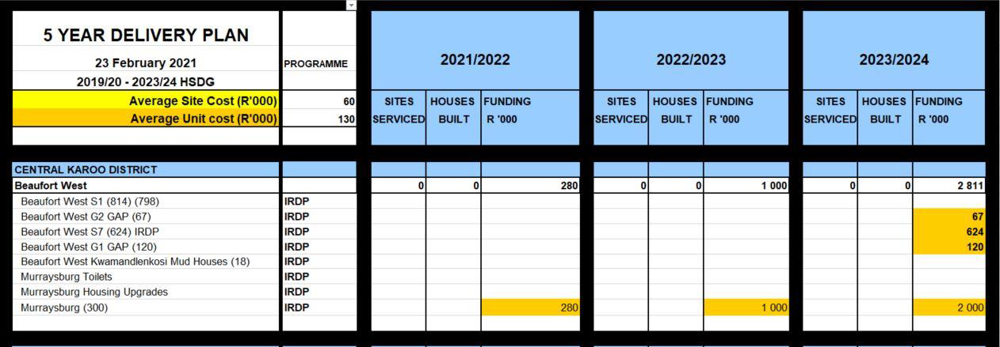 5 YEAR DELIVERY PLAN
23 February 2021 PROGRAMME
2019/20 - 2023/24 HSDG
2021/2022 2022/2023 2023/2024
Average Site Cost (R'000) 60 SITES HOUSES FUNDING SITES HOUSES FUNDING SITES HOUSES FUNDING
Average Unit cost (R'000) 130 SERVICED BUILT R '000 SERVICED BUILT R '000 SERVICED BUILT R '000
CENTRAL KAROO DISTRICT
Beaufort West 0 0 280 0 0 1 000 0 0 2 811
Beaufort West S1 (814) (798) IRDP
Beaufort West G2 GAP (67) IRDP 67
Beaufort West S7 (624) IRDP IRDP 624
Beaufort West G1 GAP (120) IRDP 120
Beaufort West Kwamandlenkosi Mud Houses (18) IRDP
Murraysburg Toilets IRDP
Murraysburg Housing Upgrades IRDP
Murraysburg (300) IRDP 280 1 000 2 000